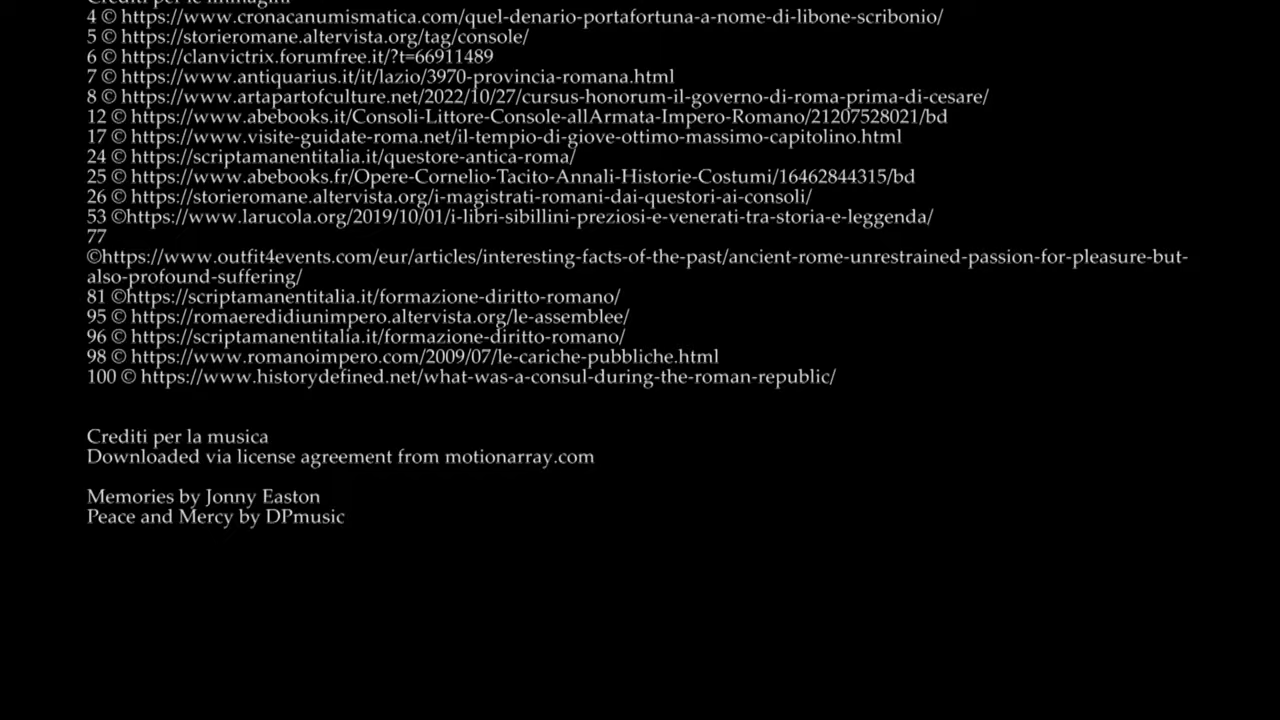 Crediti per le immagini
4 © https://www.cronacanumismatica.com/quel-denario-portafortuna-a-nome-di-libone-scribonio/
5 © https://storieromane.altervista.org/tag/console/
6 © https://clanvictrix.forumfree.it/?t=66911489
7 © https://www.antiquarius.it/it/lazio/3970-provincia-romana.html
8 © https://www.artapartofculture.net/2022/10/27/cursus-honorum-il-governo-di-roma-prima-di-cesare/
12 © https://www.abebooks.it/Consoli-Littore-Console-allArmata-Impero-Romano/21207528021/bd
17 © https://www.visite-guidate-roma.net/il-tempio-di-giove-ottimo-massimo-capitolino.html
24 © https://scriptamanentitalia.it/questore-antica-roma/
25 © https://www.abebooks.fr/Opere-Cornelio-Tacito-Annali-Historie-Costumi/16462844315/bd
26 © https://storieromane.altervista.org/i-magistrati-romani-dai-questori-ai-consoli/
53 ©https://www.larucola.org/2019/10/01/i-libri-sibillini-preziosi-e-venerati-tra-storia-e-leggenda/
77
©https://www.outfit4events.com/eur/articles/interesting-facts-of-the-past/ancient-rome-unrestrained-passion-for-pleasure-but-
also-profound-suffering/
81 ©https://scriptamanentitalia.it/formazione-diritto-romano/
95 © https://romaeredidiunimpero.altervista.org/le-assemblee/
96 © https://scriptamanentitalia.it/formazione-diritto-romano/
98 © https://www.romanoimpero.com/2009/07/le-cariche-pubbliche.html
100 © https://www.historydefined.net/what-was-a-consul-during-the-roman-republic/
Crediti per la musica
Downloaded via license agreement from motionarray.com
Memories by Jonny Easton
Peace and Mercy by DPmusic